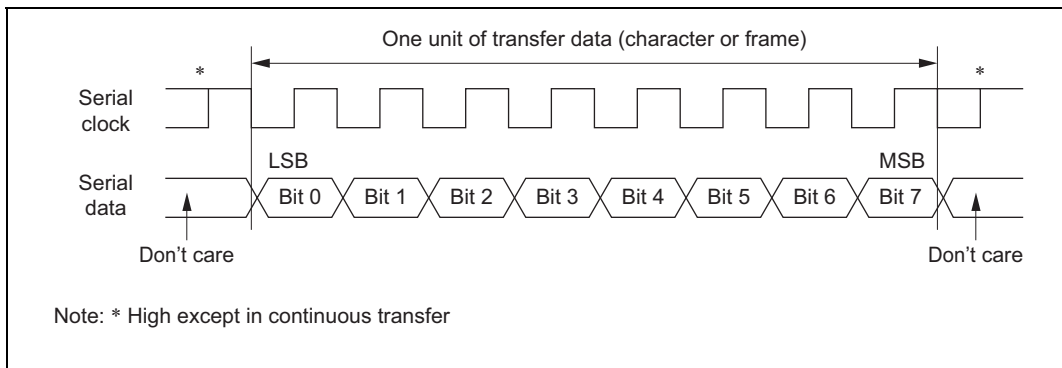 One unit of transfer data (character or frame)
*
*
Serial
clock
LSB
MSB
Serial
data
Bit 0
Bit 1
Bit 2
Bit 3
Bit 4
Bit 5
Bit 6
Bit 7
Don't care
Don't care
Note: * High except in continuous transfer